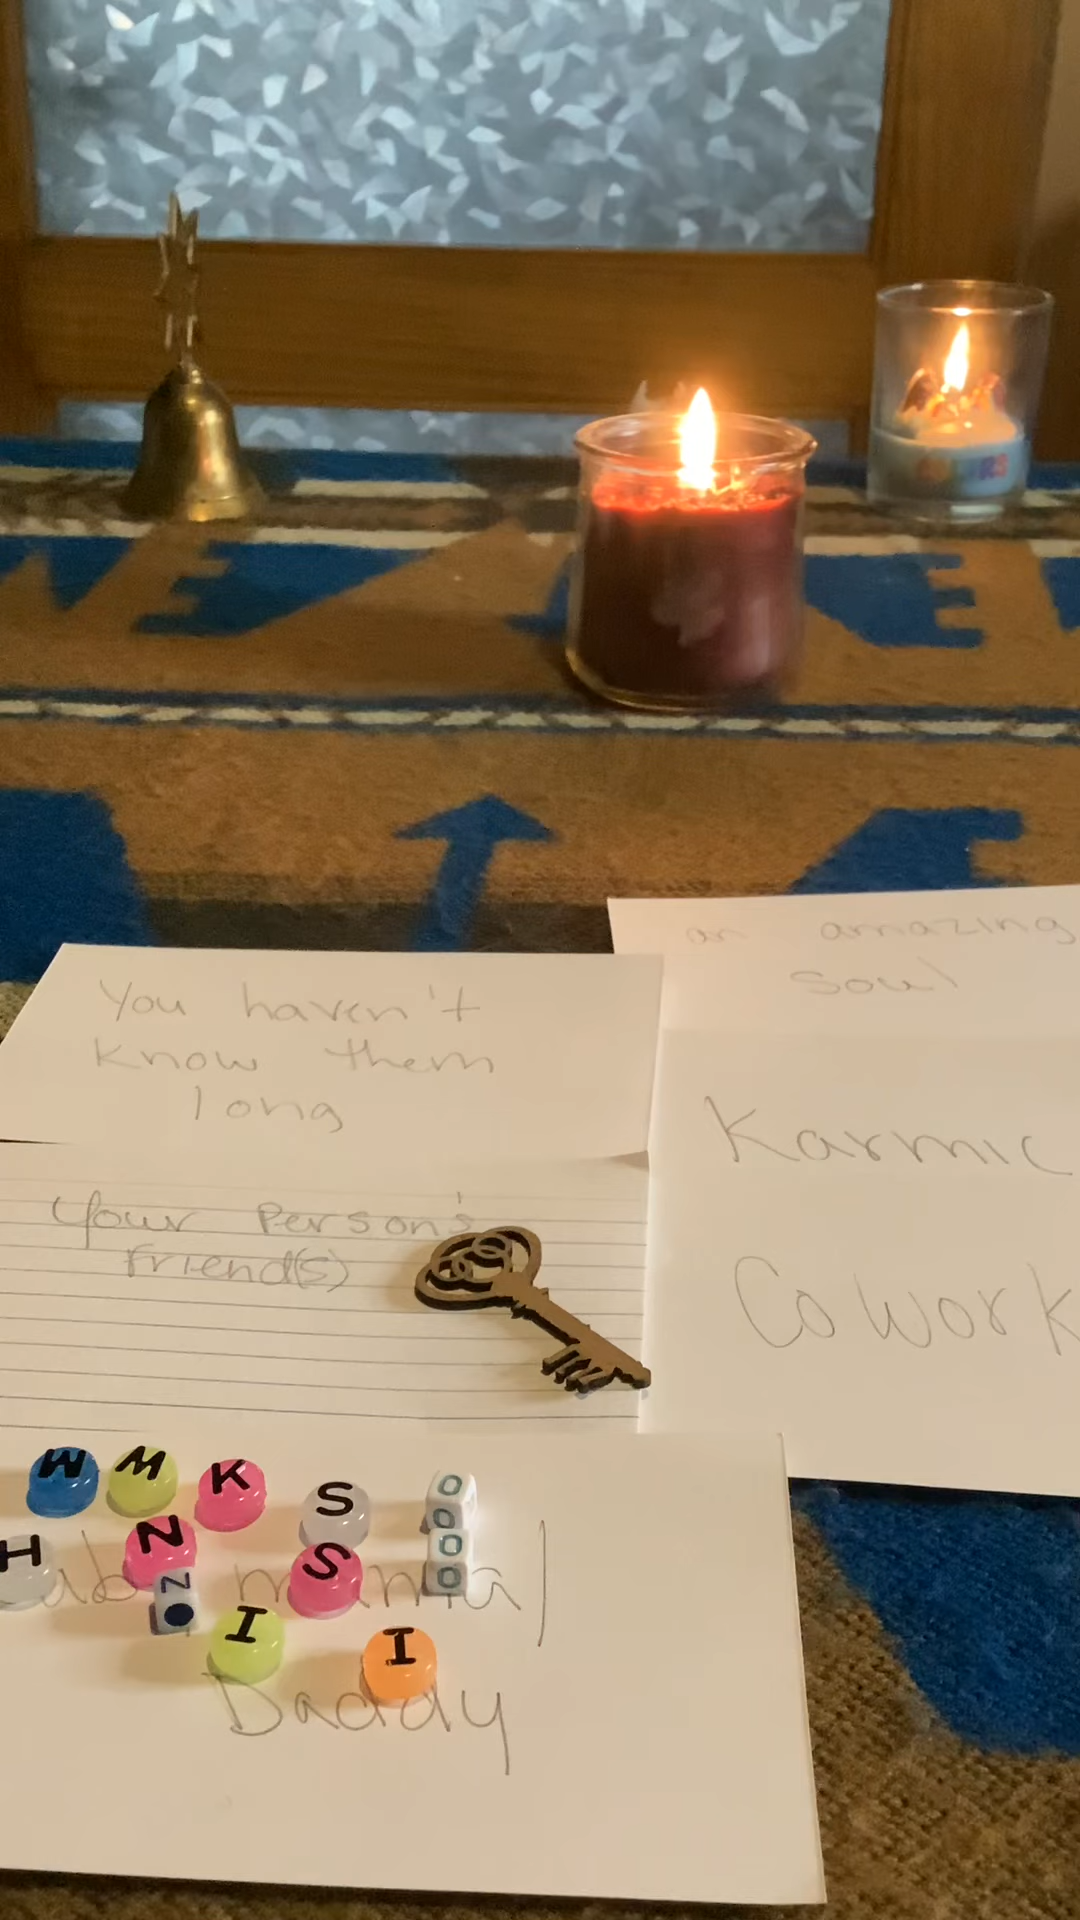 You haven't
know them
long
an amazing
soul
Your Person's
Friend(s)
Karmic
CoWork
W M K S O
O
H N S O
N O
I I
Daddy